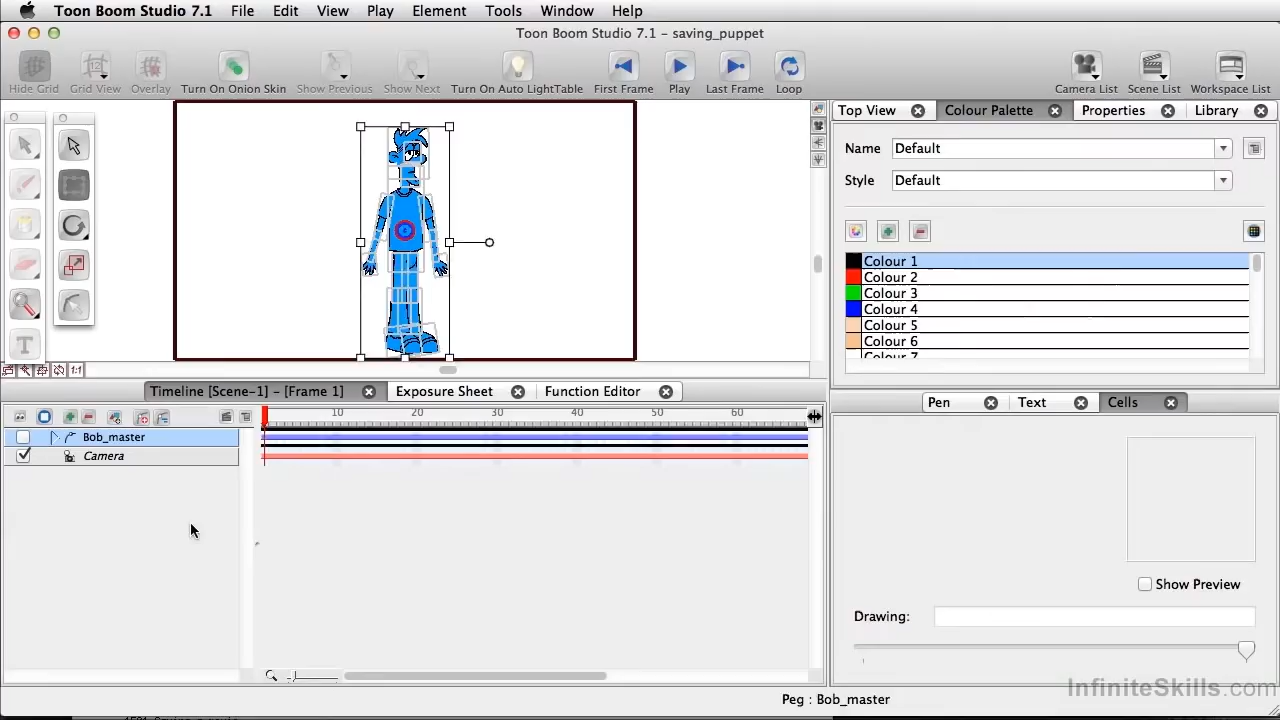 Toon Boom Studio 7.1 File Edit View Play Element Tools Window Help
Toon Boom Studio 7.1 - saving_puppet
Hide Grid Grid View Overlay Turn On Onion Skin Show Previous Show Next Turn On Auto LightTable First Frame Play Last Frame Loop Camera List Scene List Workspace List
Top View Colour Palette Properties Library
Name Default
Style Default
Colour 1
Colour 2
Colour 3
Colour 4
Colour 5
Colour 6
Colour 7
T
1:1
Timeline [Scene-1] - [Frame 1] Exposure Sheet Function Editor
Pen Text Cells
10 20 30 40 50 60
Bob_master
Camera
Show Preview
Drawing:
InfiniteSkills.com
Peg : Bob_master